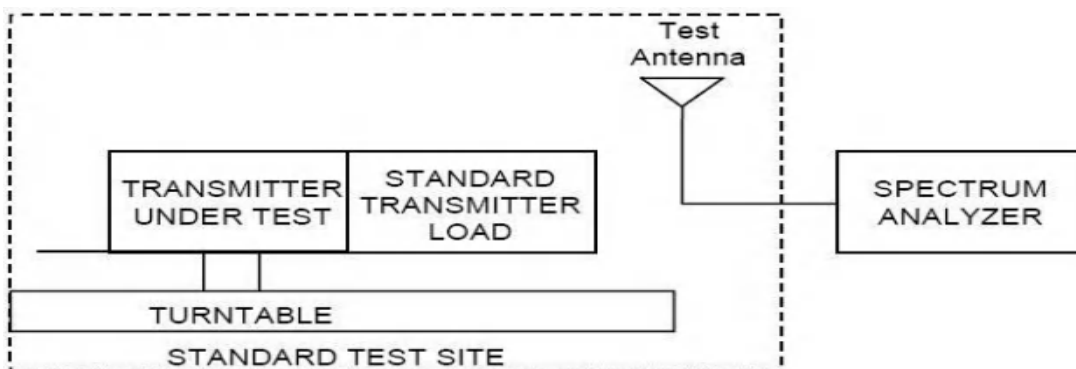 Test
Antenna
TRANSMITTER
UNDER TEST
STANDARD
TRANSMITTER
LOAD
SPECTRUM
ANALYZER
TURNTABLE
STANDARD TEST SITE